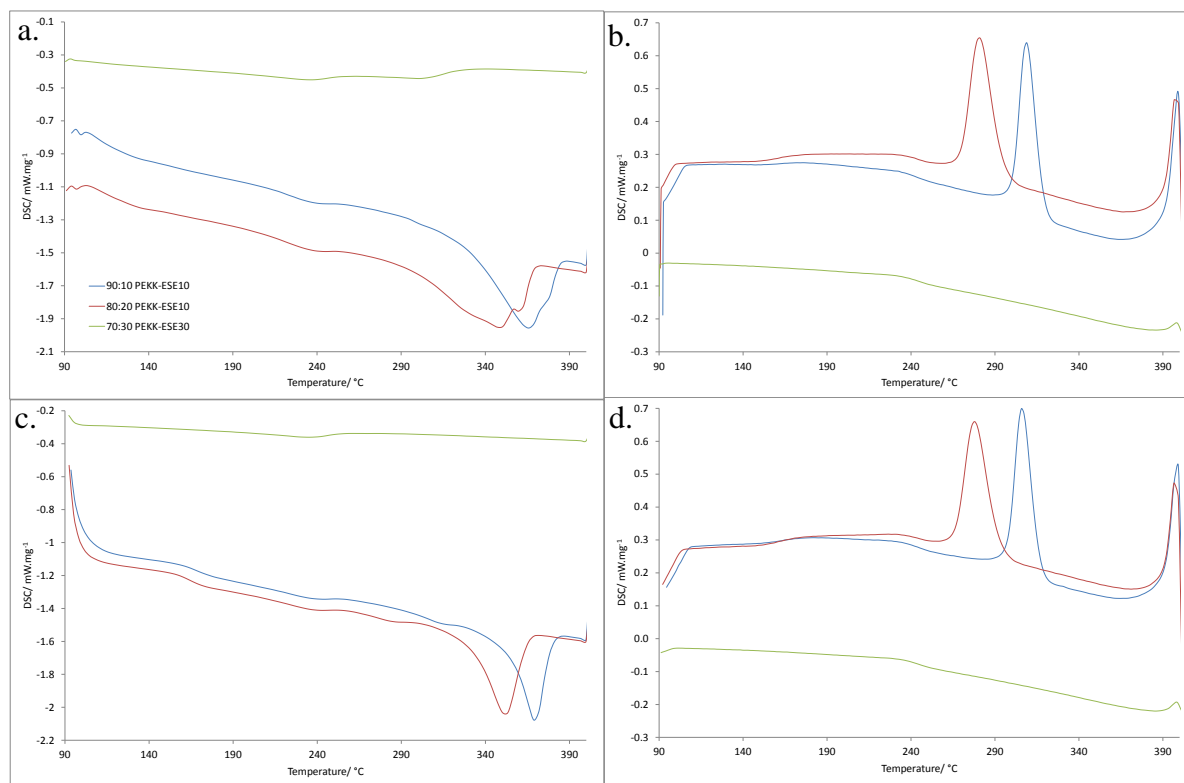 a.
-0.1
-0.3
-0.5
-0.7
-0.9
-1.1
-1.3
-1.5
-1.7
-1.9
-2.1
DSC/ mW.mg-1
90:10 PEKK-ESE10
80:20 PEKK-ESE10
70:30 PEKK-ESE30
90 140 190 240 290 340 390
Temperature/ °C
b.
0.7
0.6
0.5
0.4
0.3
0.2
0.1
0
-0.1
-0.2
-0.3
DSC/ mW.mg-1
90 140 190 240 290 340 390
Temperature/ °C
c.
-0.2
-0.4
-0.6
-0.8
-1
-1.2
-1.4
-1.6
-1.8
-2
-2.2
DSC/ mW.mg-1
90 140 190 240 290 340 390
Temperature/ °C
d.
0.7
0.6
0.5
0.4
0.3
0.2
0.1
0.0
-0.1
-0.2
-0.3
DSC/ mW.mg-1
90 140 190 240 290 340 390
Temperature/ °C